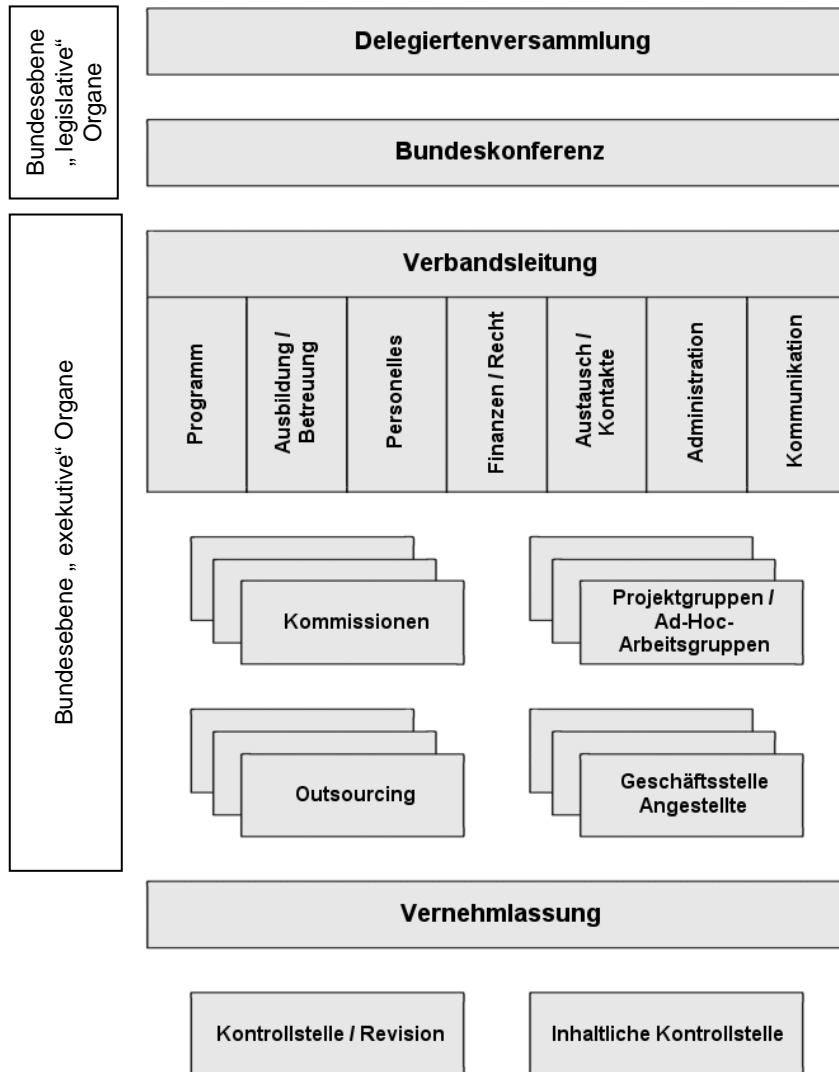 Bundesebene
„ legislative“
Organe
Delegiertenversammlung
Bundeskonferenz
Bundesebene „ exekutive“ Organe
Verbandsleitung
Programm
Ausbildung /
Betreuung
Personelles
Finanzen / Recht
Austausch /
Kontakte
Administration
Kommunikation
Kommissionen
Projektgruppen /
Ad-Hoc-
Arbeitsgruppen
Outsourcing
Geschäftsstelle
Angestellte
Vernehmlassung
Kontrollstelle / Revision
Inhaltliche Kontrollstelle